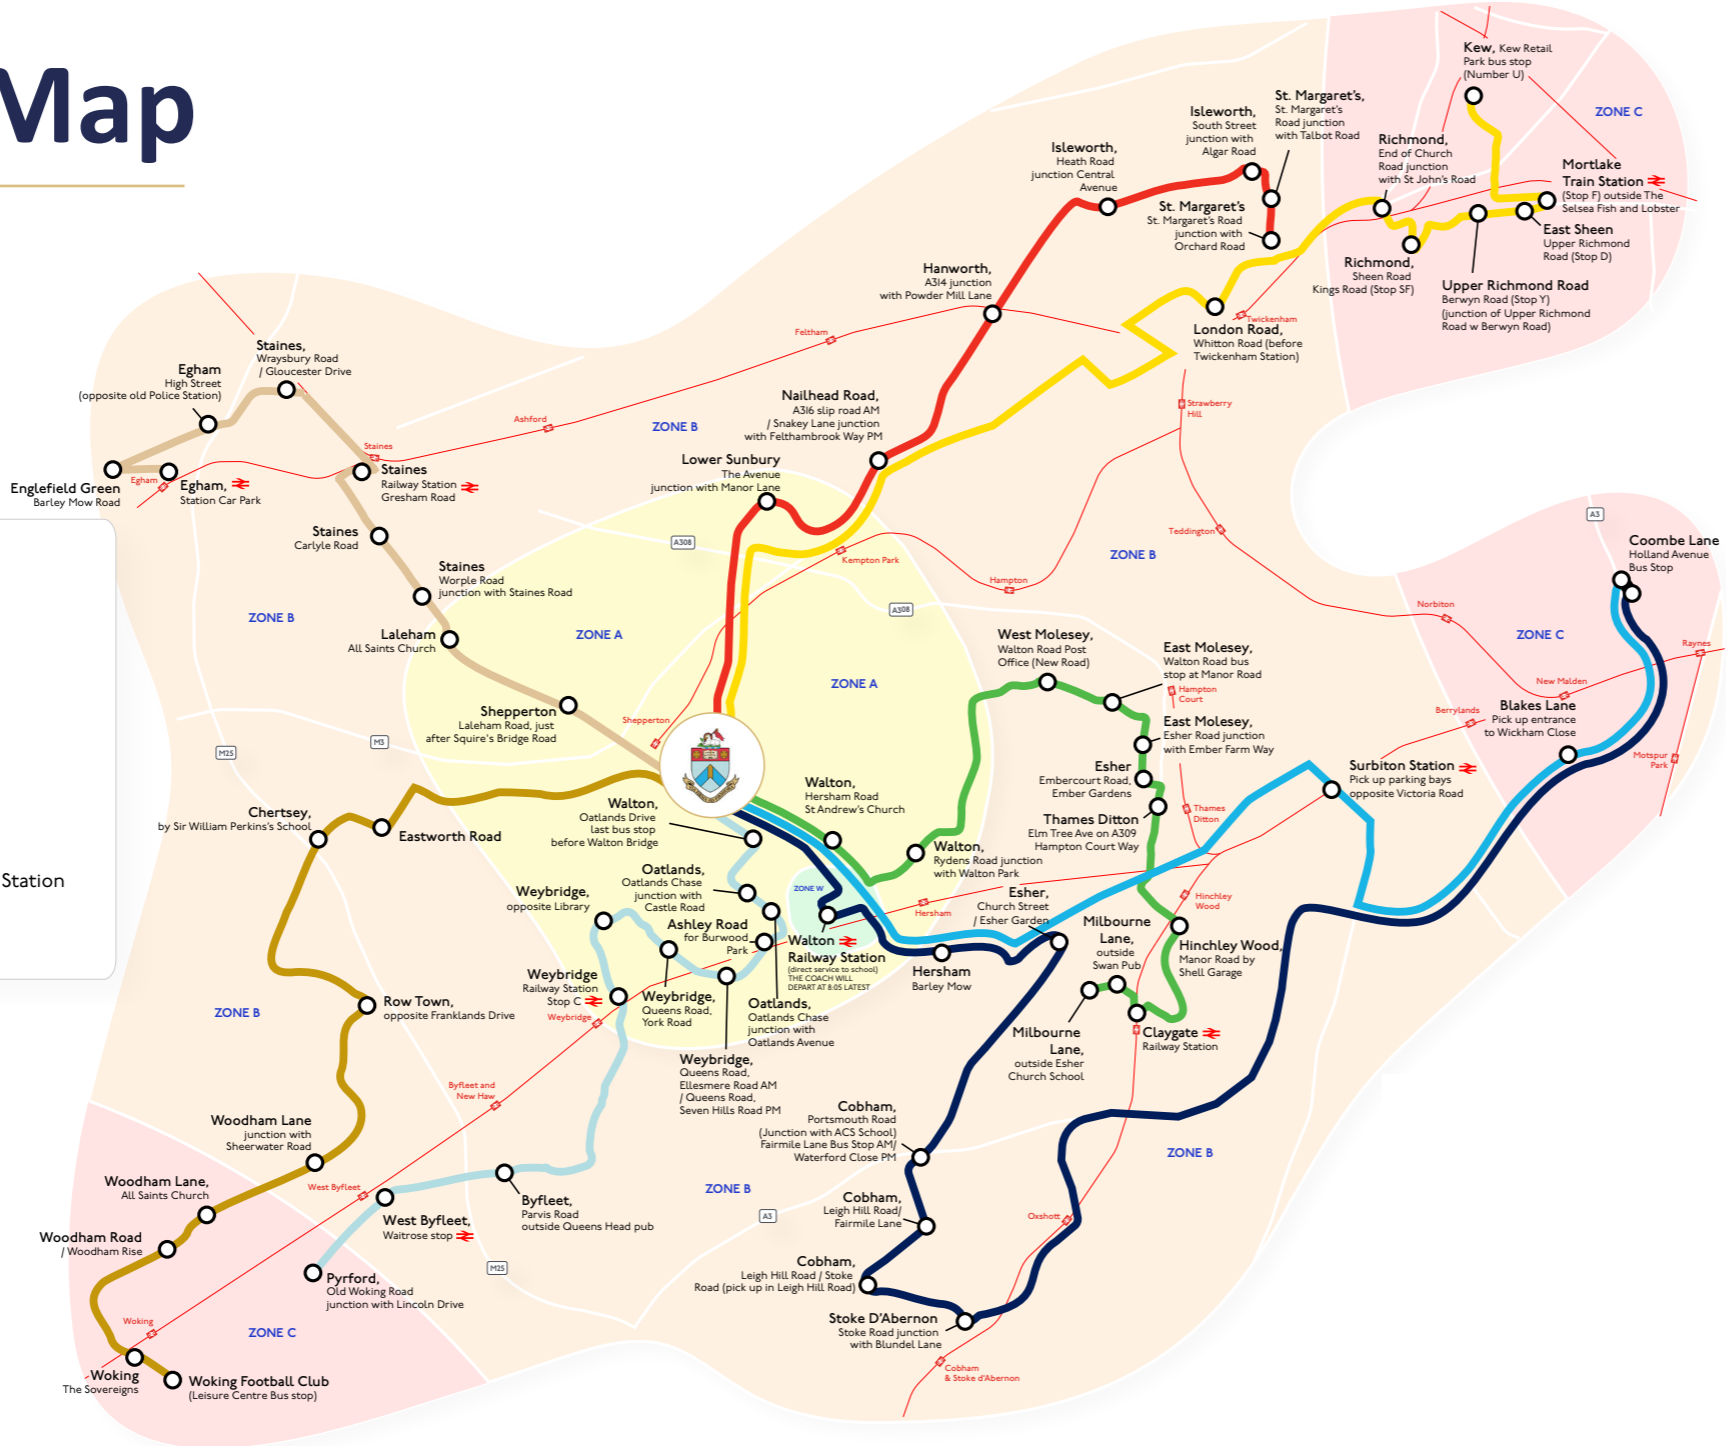 Map
Station
ZONE C
Kew, Kew Retail
Park bus stop
(Number U)
Mortlake
Train Station
(Stop F) outside The
Selsea Fish and Lobster
East Sheen
Upper Richmond
Road (Stop D)
Upper Richmond Road
Berwyn Road (Stop Y)
(junction of Upper Richmond
Road w Berwyn Road)
Richmond,
End of Church
Road junction
with St John's Road
Richmond,
Sheen Road
Kings Road (Stop SF)
London Road,
Whitton Road (before
Twickenham Station)
Twickenham
St. Margaret's,
St. Margaret's
Road junction
with Talbot Road
Isleworth,
South Street
junction with
Algar Road
St. Margaret's
St. Margaret's Road
junction with
Orchard Road
Isleworth,
Heath Road
junction Central
Avenue
Hanworth,
A314 junction
with Powder Mill Lane
Feltham
Ashford
Staines
Egham
Strawberry
Hill
Teddington
Nailhead Road,
A316 slip road AM
/ Snakey Lane junction
with Felthambrook Way PM
Lower Sunbury
The Avenue
junction with Manor Lane
ZONE B
Staines,
Wraysbury Road
/ Gloucester Drive
Egham
High Street
(opposite old Police Station)
Englefield Green
Barley Mow Road
Egham,
Station Car Park
Staines
Railway Station
Gresham Road
Staines
Carlyle Road
Staines
Worple Road
junction with Staines Road
Laleham
All Saints Church
Shepperton
Laleham Road, just
after Squire's Bridge Road
ZONE B
ZONE A
ZONE A
ZONE B
A308
A308
Kempton Park
Hampton
Shepperton
M25
M3
A3
ZONE C
Coombe Lane
Holland Avenue
Bus Stop
Norbiton
Raynes
New Malden
Berrylands
Motspur
Park
Blakes Lane
Pick up entrance
to Wickham Close
Surbiton Station
Pick up parking bays
opposite Victoria Road
West Molesey,
Walton Road Post
Office (New Road)
East Molesey,
Walton Road bus
stop at Manor Road
Hampton
Court
East Molesey,
Esher Road junction
with Ember Farm Way
Esher
Embercourt Road,
Ember Gardens
Thames Ditton
Elm Tree Ave on A309
Hampton Court Way
Thames
Ditton
Hinchley
Wood
Hinchley Wood,
Manor Road by
Shell Garage
Claygate
Railway Station
Milbourne
Lane,
outside
Swan Pub
Milbourne
Lane,
outside Esher
Church School
Walton,
Hersham Road
St Andrew's Church
Walton,
Rydens Road junction
with Walton Park
Esher,
Church Street
/ Esher Garden
Hersham
Hersham
Barley Mow
ZONE W
Walton
Railway Station
(direct service to school)
THE COACH WILL
DEPART AT 8:05 LATEST
Walton,
Oatlands Drive
last bus stop
before Walton Bridge
Oatlands,
Oatlands Chase
junction with
Castle Road
Ashley Road
for Burwood
Park
Oatlands,
Oatlands Chase
junction with
Oatlands Avenue
Weybridge,
opposite Library
Weybridge,
Queens Road,
York Road
Weybridge,
Queens Road,
Ellesmere Road AM
/ Queens Road,
Seven Hills Road PM
Weybridge
Railway Station
Stop C
Weybridge
Byfleet and
New Haw
Byfleet,
Parvis Road
outside Queens Head pub
West Byfleet
West Byfleet,
Waitrose stop
Pyrford,
Old Woking Road
junction with Lincoln Drive
Chertsey,
by Sir William Perkins's School
Eastworth Road
ZONE B
Row Town,
opposite Franklands Drive
Woodham Lane
junction with
Sheerwater Road
Woodham Lane,
All Saints Church
Woodham Road
/ Woodham Rise
Woking
Woking
The Sovereigns
Woking Football Club
(Leisure Centre Bus stop)
ZONE C
M25
A3
ZONE B
ZONE B
Cobham,
Portsmouth Road
(Junction with ACS School)
Fairmile Lane Bus Stop AM/
Waterford Close PM
Cobham,
Leigh Hill Road/
Fairmile Lane
Cobham,
Leigh Hill Road / Stoke
Road (pick up in Leigh Hill Road)
Stoke D'Abernon
Stoke Road junction
with Blundel Lane
Oxshott
Cobham
& Stoke d'Abernon